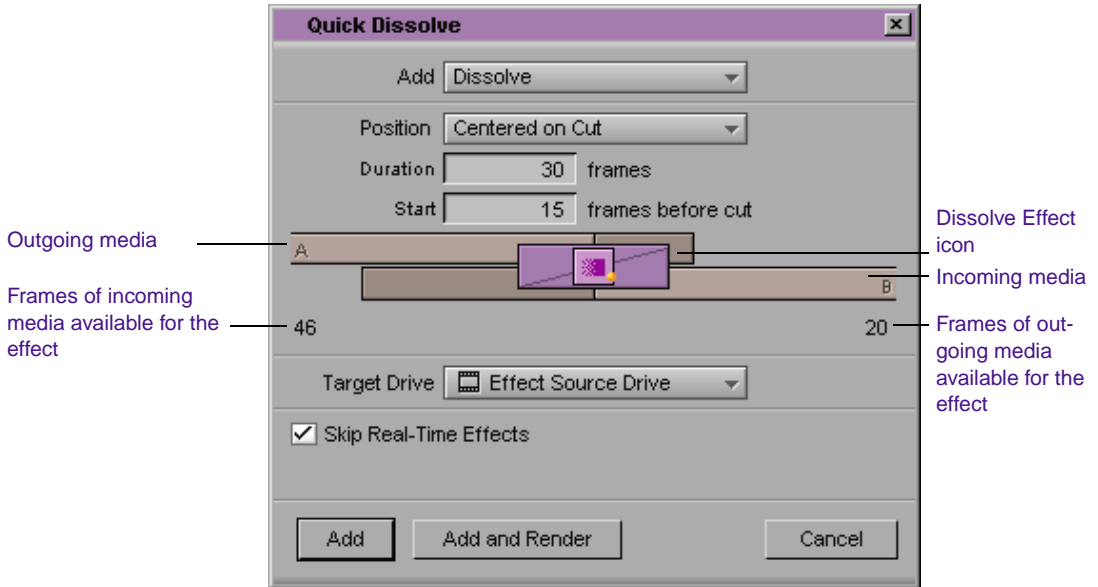 Quick Dissolve
Add Dissolve
Position Centered on Cut
Duration 30 frames
Start 15 frames before cut
Outgoing media
A
Dissolve Effect
icon
Incoming media
B
Frames of incoming
media available for the
effect
46
20
Frames of out-
going media
available for the
effect
Target Drive Effect Source Drive
Skip Real-Time Effects
Add
Add and Render
Cancel